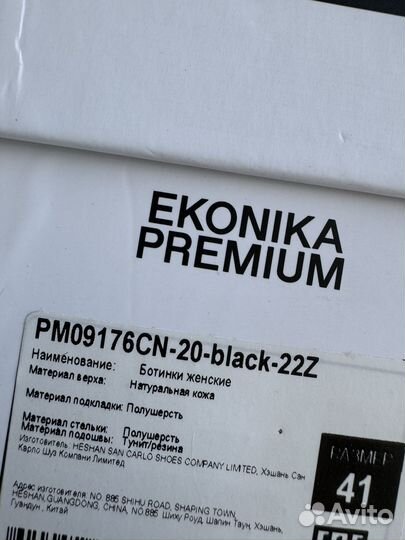 EKONIKA
PREMIUM
PM09176CN-20-black-22Z
Наименование: Ботинки женские
Материал верха: Натуральная кожа
Материал подкладки: Полушерсть
Материал стельки: Полушерсть
Материал подошвы: Тунит/резина
Изготовитель: HESHAN SAN CARLO SHOES COMPANY LIMITED, Хэшань Сан
Карло Шуз Компани Лимитед
Адрес изготовителя: NO. 885 SHIHU ROAD, SHAPING TOWN,
HESHAN, GUANGDONG, CHINA, NO.885 Шиху Роуд, Шапин Таун, Хэшань,
Гуандун, Китай
РАЗМЕР
41
EAC
Avito